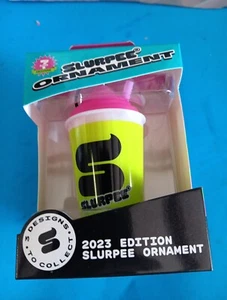 SLURPEE®
ORNAMENT
S
SLURPEE
3 DESIGNS
TO COLLECT
S
2023 EDITION
SLURPEE ORNAMENT